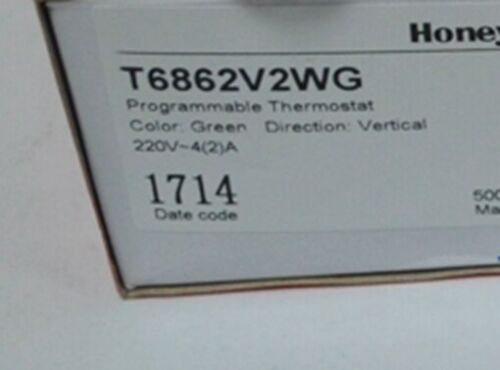 Honey
T6862V2WG
Programmable Thermostat
Color: Green Direction: Vertical
220V~4(2)A
1714
Date code
500
Ma